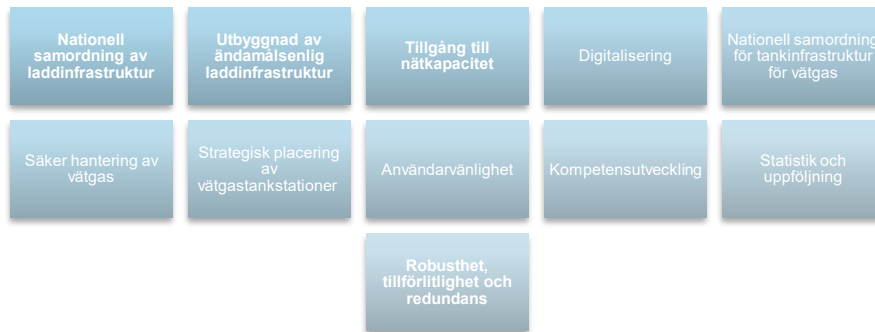 Nationell
samordning av
laddinfrastruktur
Utbyggnad av
ändamålsenlig
laddinfrastruktur
Tillgång till
nätkapacitet
Digitalisering
Nationell samordning
för tankinfrastruktur
för vätgas
Säker hantering av
vätgas
Strategisk placering
av
vätgastankstationer
Användarvänlighet
Kompetensutveckling
Statistik och
uppföljning
Robusthet,
tillförlitlighet och
redundans